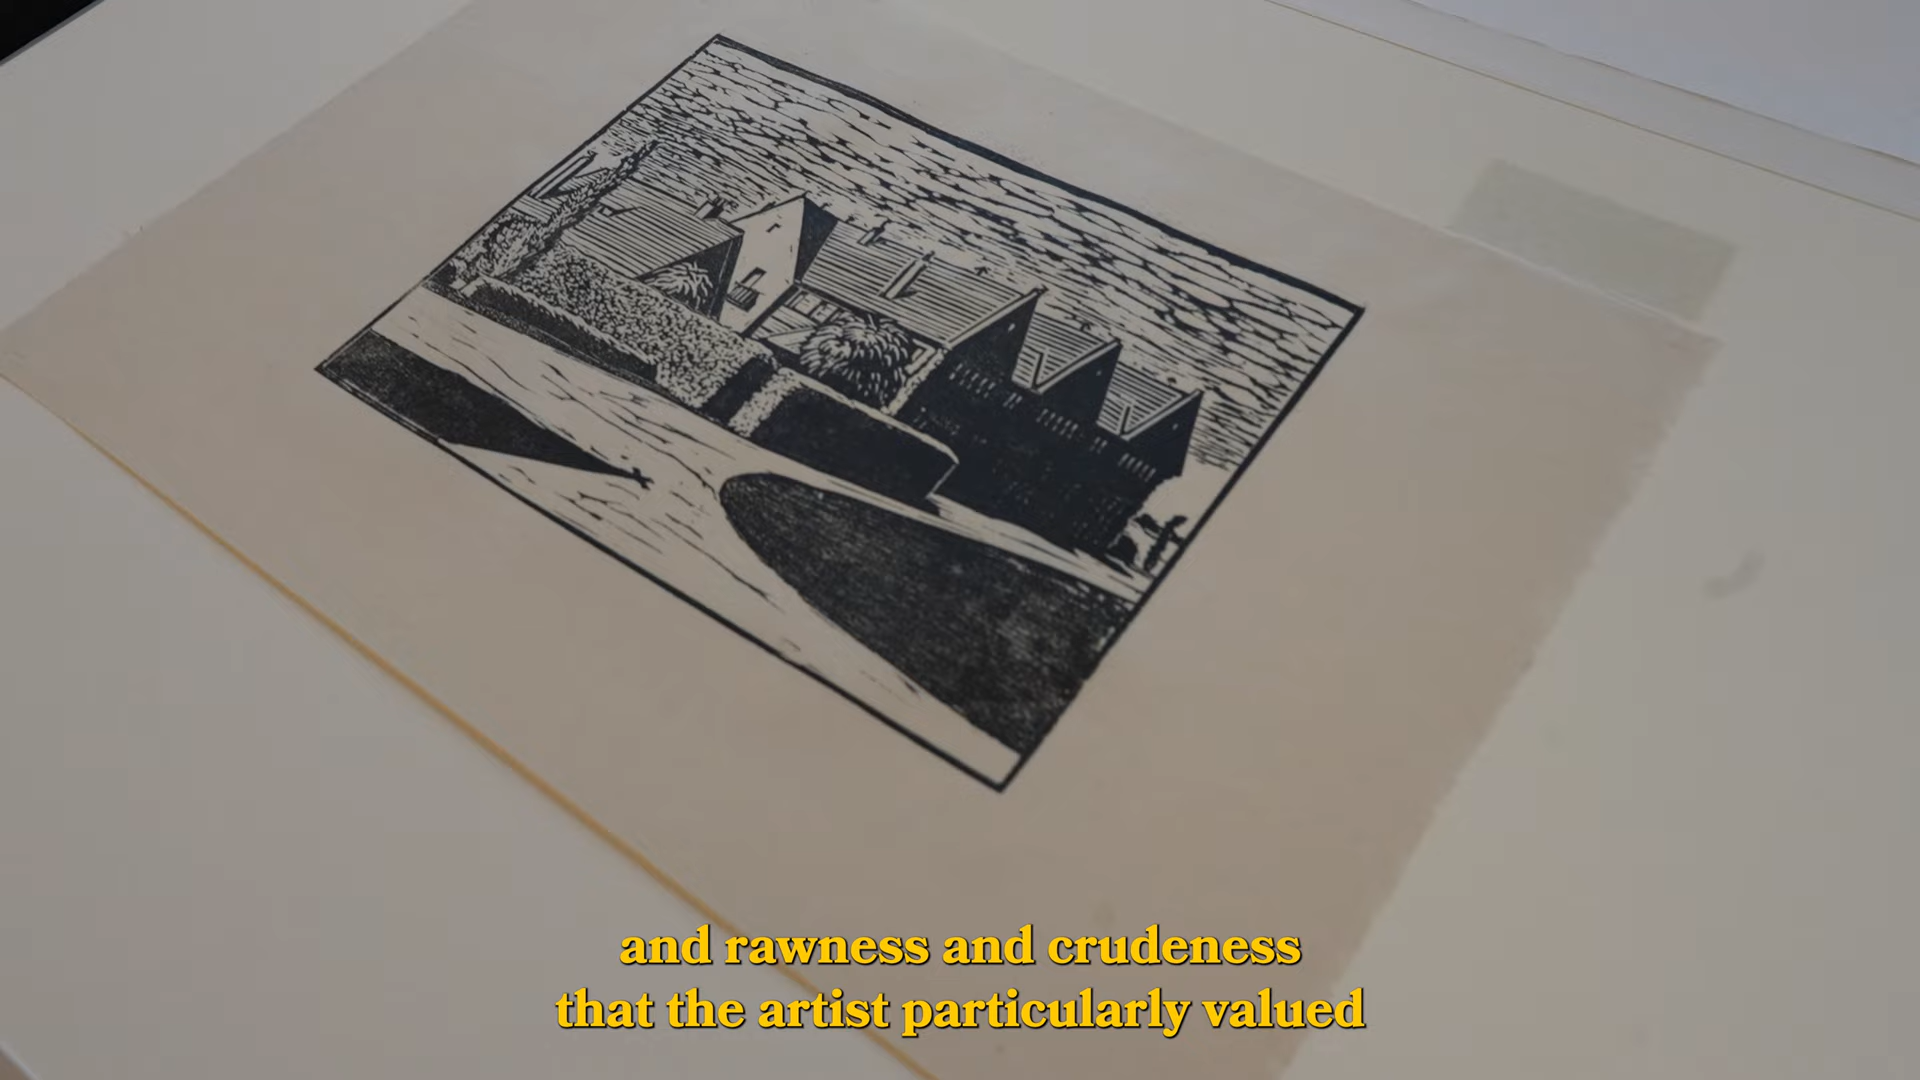 and rawness and crudeness
that the artist particularly valued